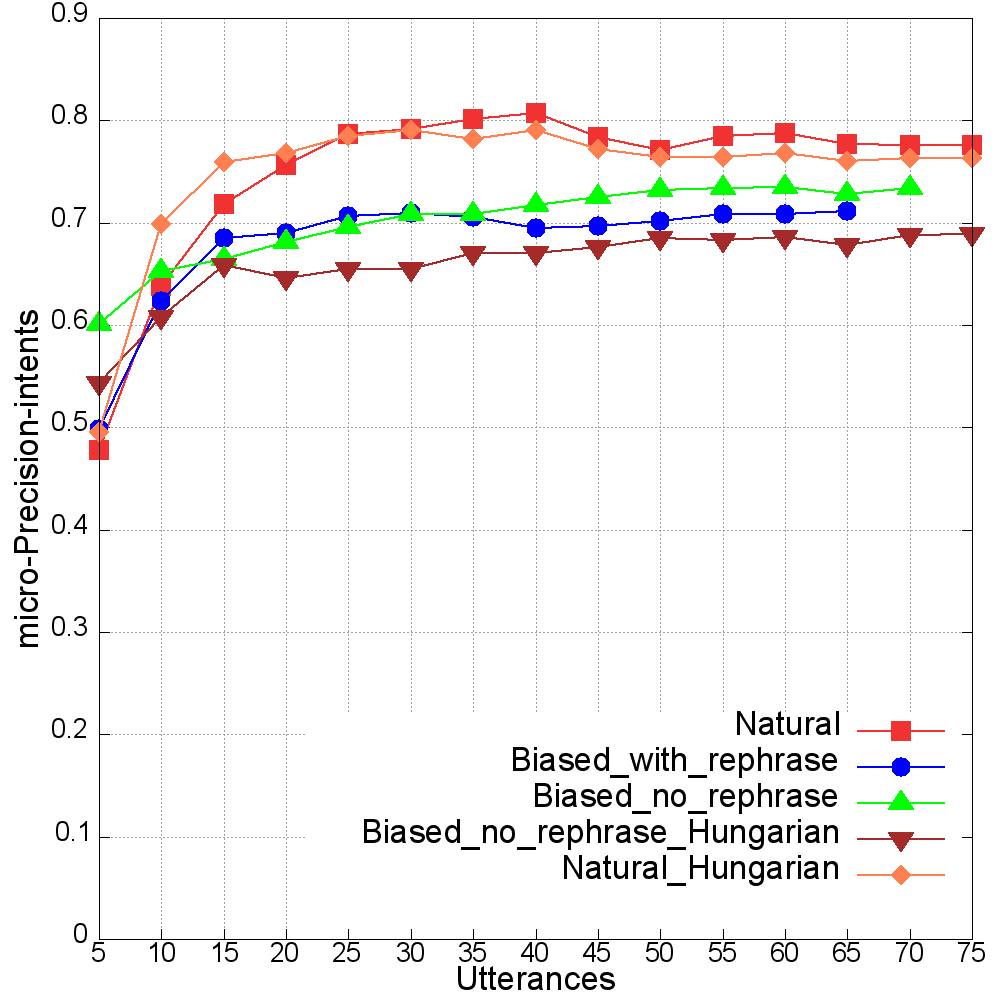 0.9
0.8
0.7
0.6
0.5
0.4
0.3
0.2
0.1
0
micro-Precision-intents
Natural
Biased_with_rephrase
Biased_no_rephrase
Biased_no_rephrase_Hungarian
Natural_Hungarian
5 10 15 20 25 30 35 40 45 50 55 60 65 70 75
Utterances